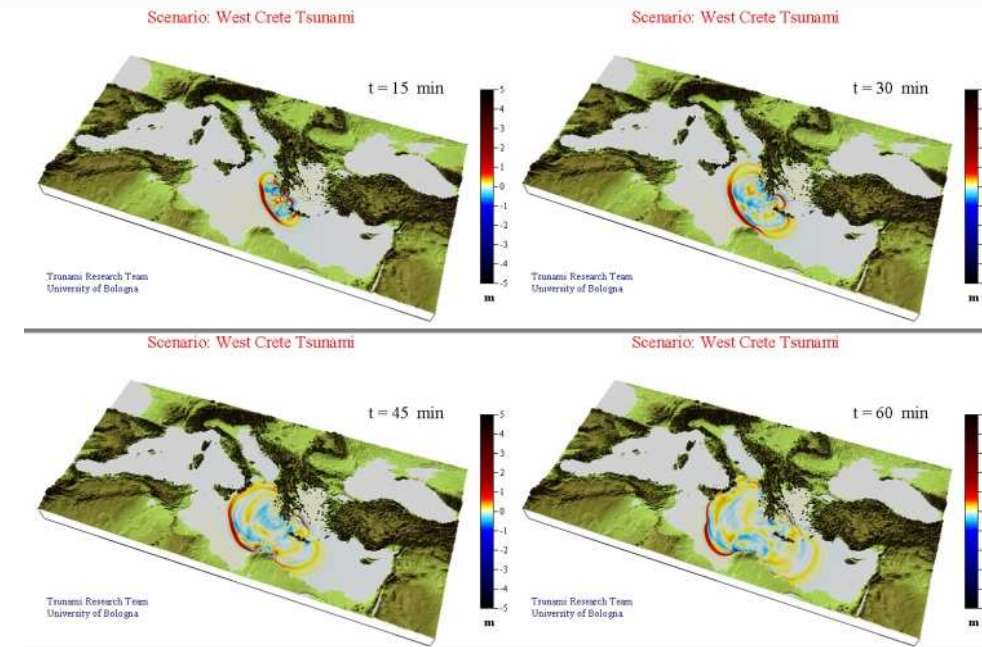 Scenario: West Crete Tsunami
t = 15 min
5
4
3
2
1
0
-1
-2
-3
-4
-5
m
Tsunami Research Team
University of Bologna
Scenario: West Crete Tsunami
t = 30 min
m
Tsunami Research Team
University of Bologna
Scenario: West Crete Tsunami
t = 45 min
5
4
3
2
1
0
-1
-2
-3
-4
-5
m
Tsunami Research Team
University of Bologna
Scenario: West Crete Tsunami
t = 60 min
m
Tsunami Research Team
University of Bologna